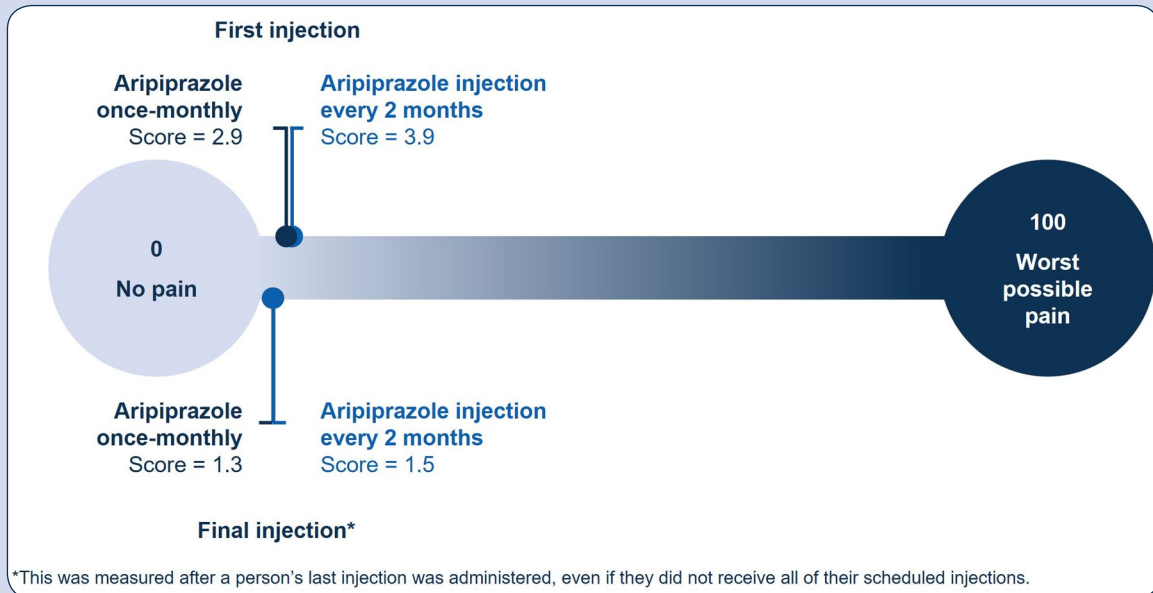 First injection
Aripiprazole
once-monthly
Score = 2.9
Aripiprazole injection
every 2 months
Score = 3.9
0
No pain
100
Worst
possible
pain
Aripiprazole
once-monthly
Score = 1.3
Aripiprazole injection
every 2 months
Score = 1.5
Final injection*
*This was measured after a person’s last injection was administered, even if they did not receive all of their scheduled injections.